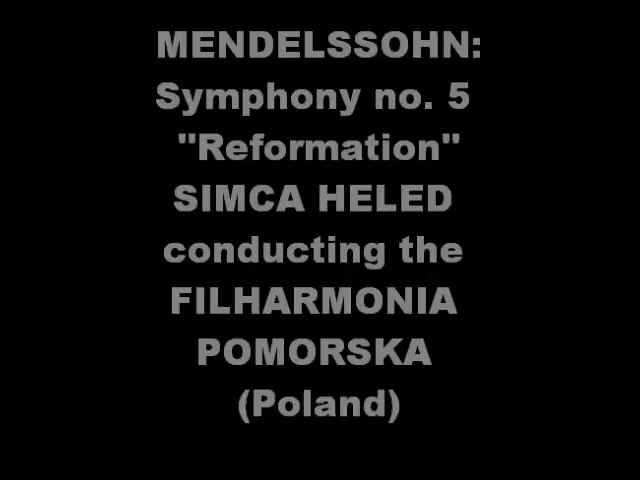 MENDELSSOHN:
Symphony no. 5
"Reformation"
SIMCA HELED
conducting the
FILHARMONIA
POMORSKA
(Poland)